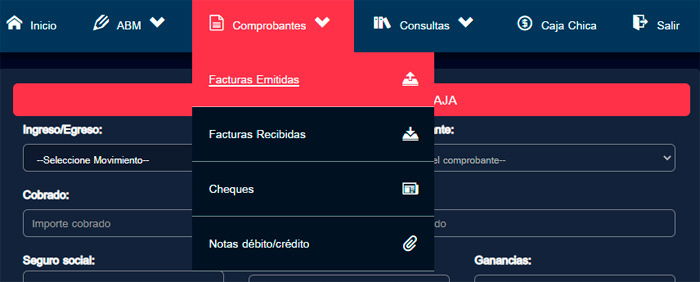 Inicio
ABM
Comprobantes
Consultas
Caja Chica
Salir
Facturas Emitidas
AJA
Ingreso/Egreso:
Facturas Recibidas
nte:
--Seleccione Movimiento--
el comprobante--
Cobrado:
Cheques
Importe cobrado
do
Notas débito/crédito
Seguro social:
Ganancias: